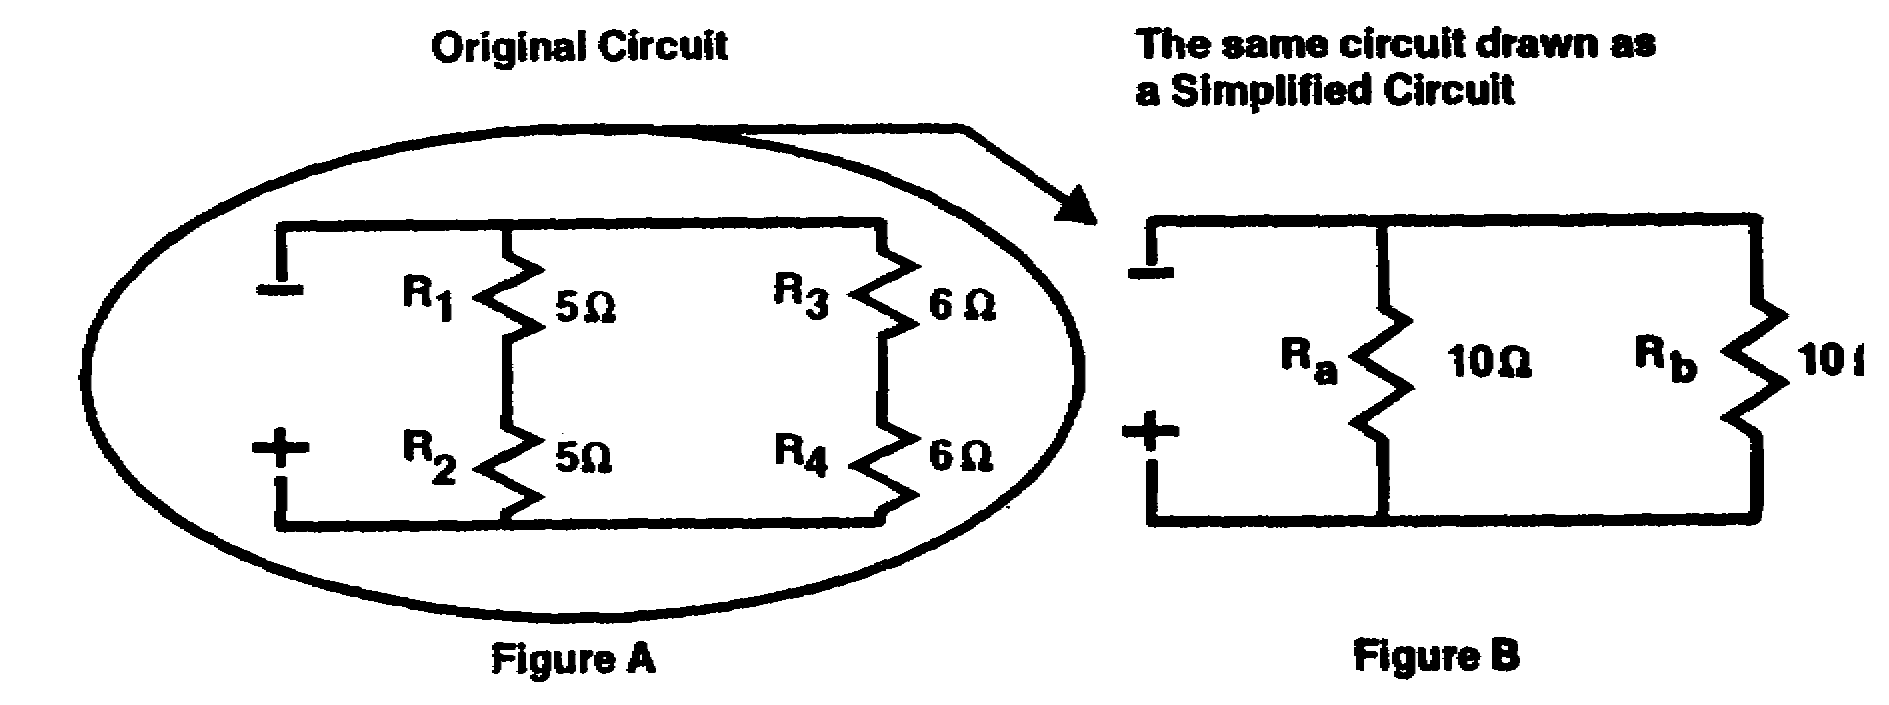 Original Circuit
The same circuit drawn as
a Simplified Circuit
R1 5Ω
R3 6 Ω
R2 5Ω
R4 6 Ω
Ra 10Ω
Rb 10
Figure A
Figure B